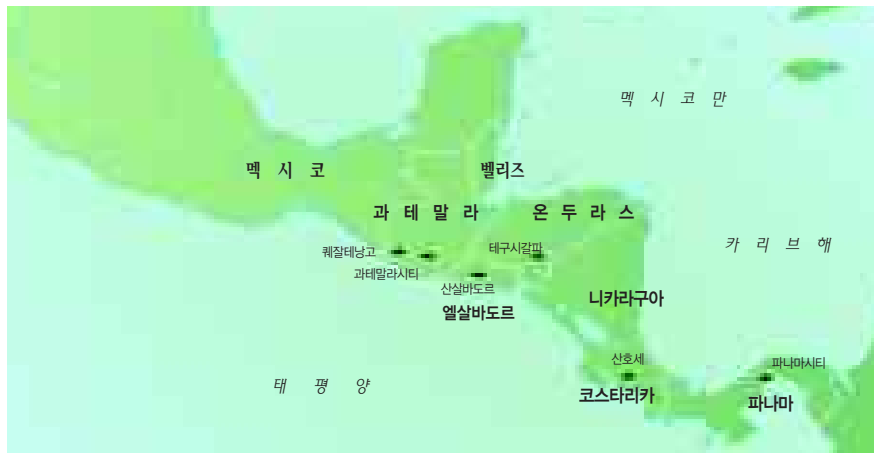 멕 시 코 만
멕 시 코
벨리즈
과 테 말 라
온 두 라 스
카 리 브 해
퀘잘테낭고
테구시갈파
과테말라시티
산살바도르
니카라구아
엘살바도르
산호세
파나마시티
태 평 양
코스타리카
파나마